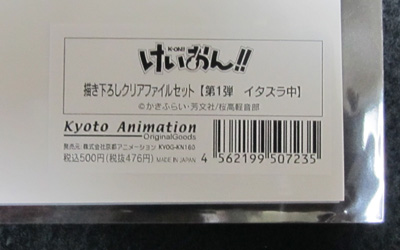 K-ON!!
けいおん!!
描き下ろしクリアファイルセット【第1弾 イタズラ中】
©かきふらい・芳文社/桜高軽音部
Kyoto Animation
OriginalGoods
発売元:株式会社京都アニメーション KYOG-KN160
税込500円(税抜476円) MADE IN JAPAN
4 562199 507235